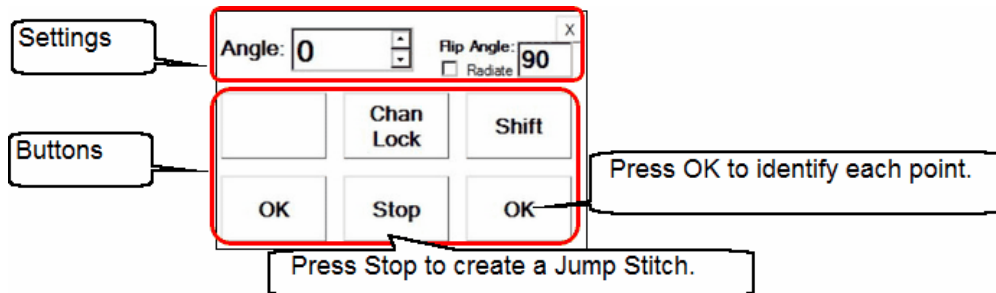 Settings
X
Angle: 0
Flip Angle: 90
Radiate
Buttons
Chan
Lock
Shift
Press OK to identify each point.
OK
Stop
OK
Press Stop to create a Jump Stitch.